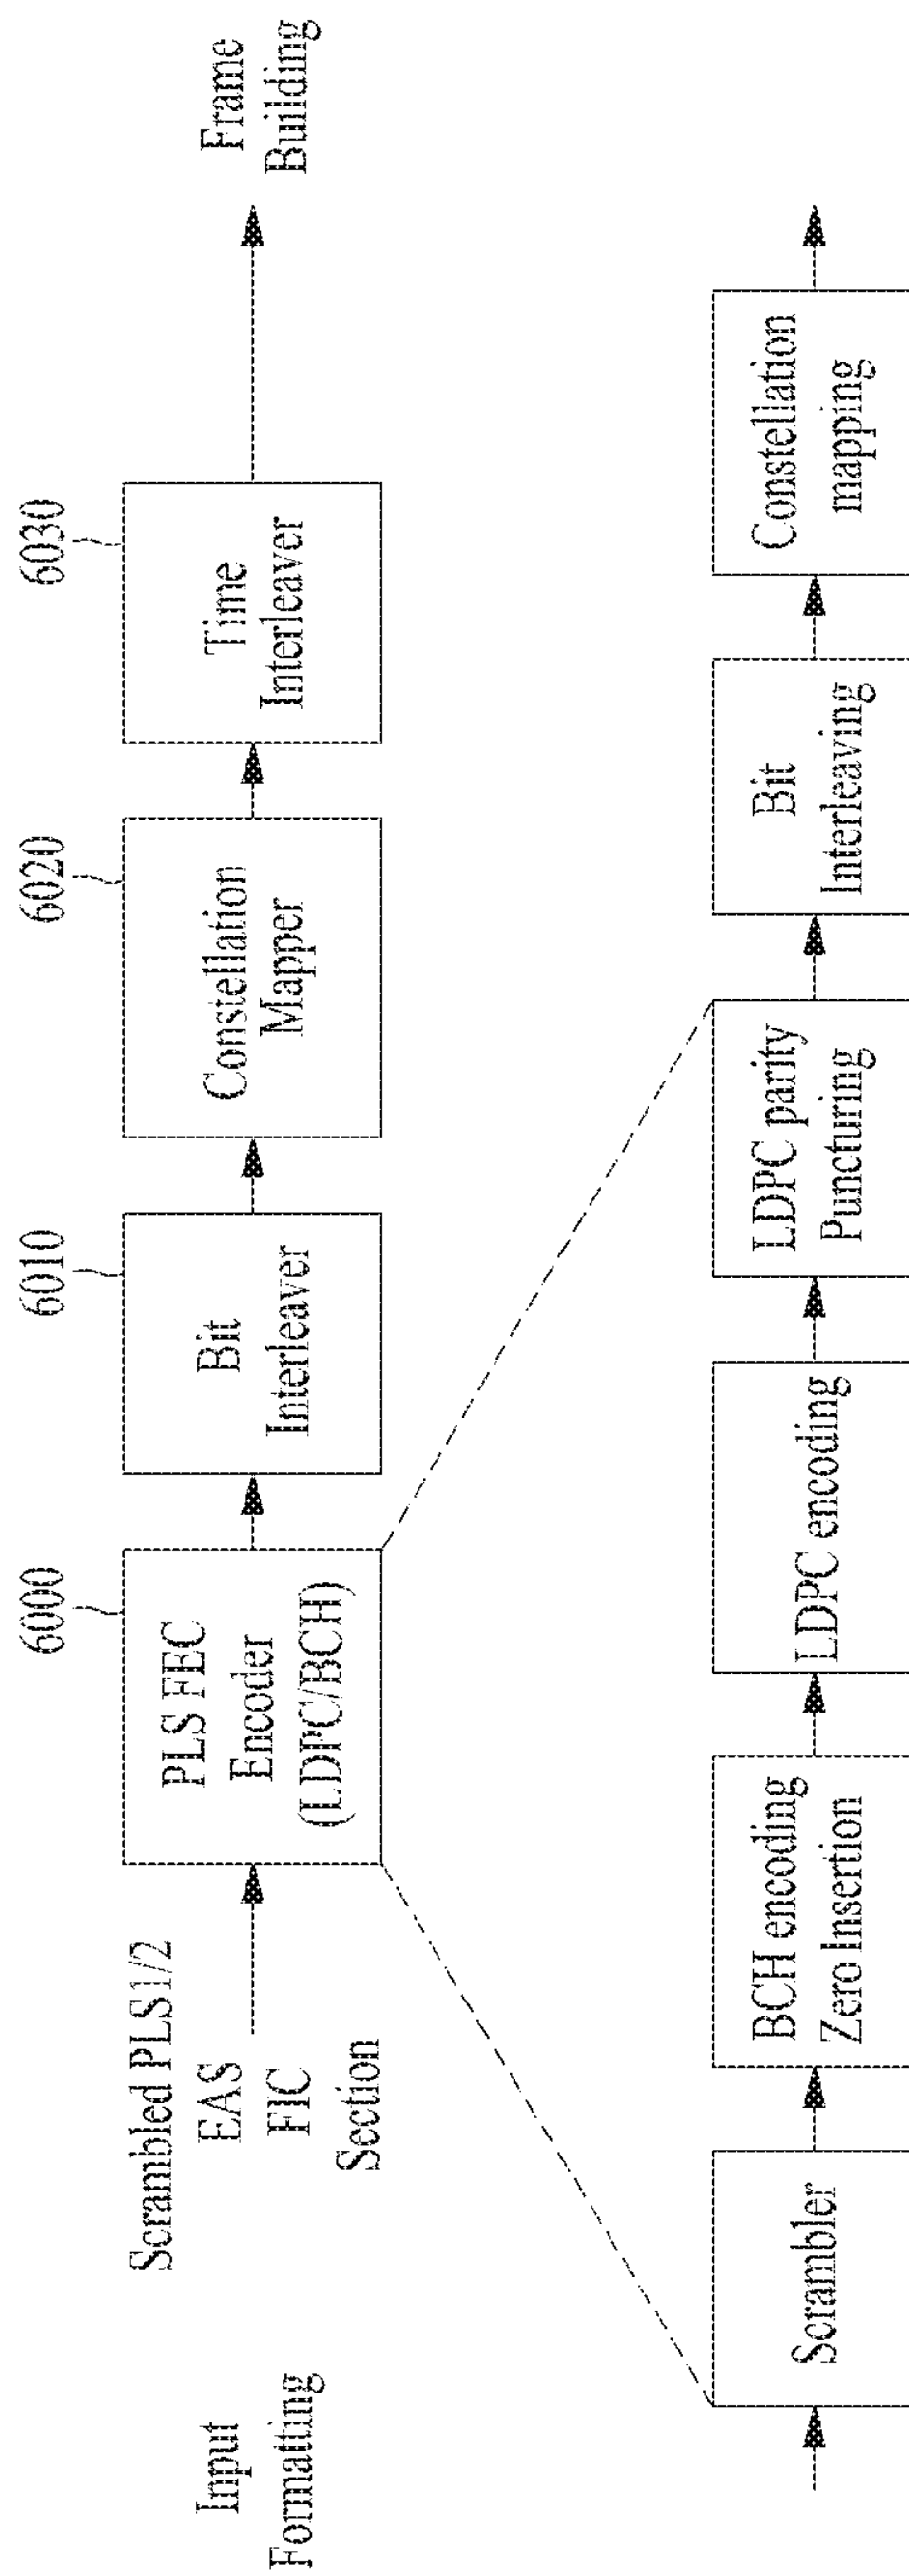 Input
Formatting
Scrambled PLS1/2
EAS
FIC
Section
6000
PLS FEC
Encoder
(LDPC/BCH)
6010
Bit
Interleaver
6020
Constellation
Mapper
6030
Time
Interleaver
Frame
Building
Scrambler
BCH encoding
Zero Insertion
LDPC encoding
LDPC parity
Puncturing
Bit
Interleaving
Constellation
mapping